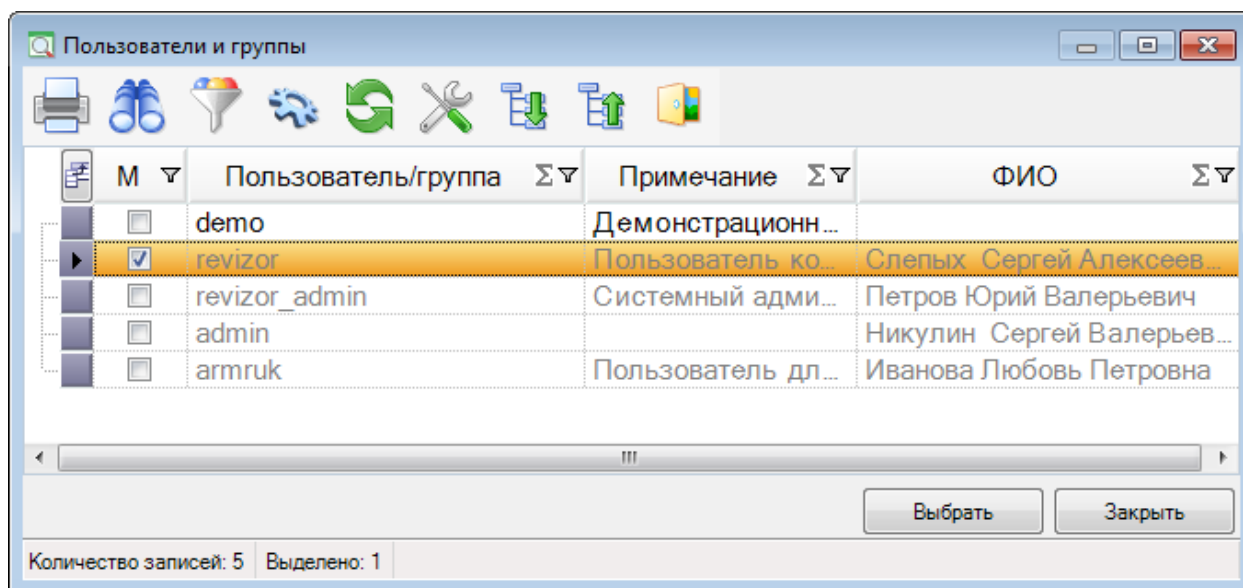 Пользователи и группы
М Пользователь/группа Σ Примечание Σ ФИО Σ
demo Демонстрационн...
revizor Пользователь ко... Слепых Сергей Алексеев...
revizor_admin Системный адми... Петров Юрий Валерьевич
admin Никулин Сергей Валерьев...
armruk Пользователь дл... Иванова Любовь Петровна
Выбрать Закрыть
Количество записей: 5 Выделено: 1